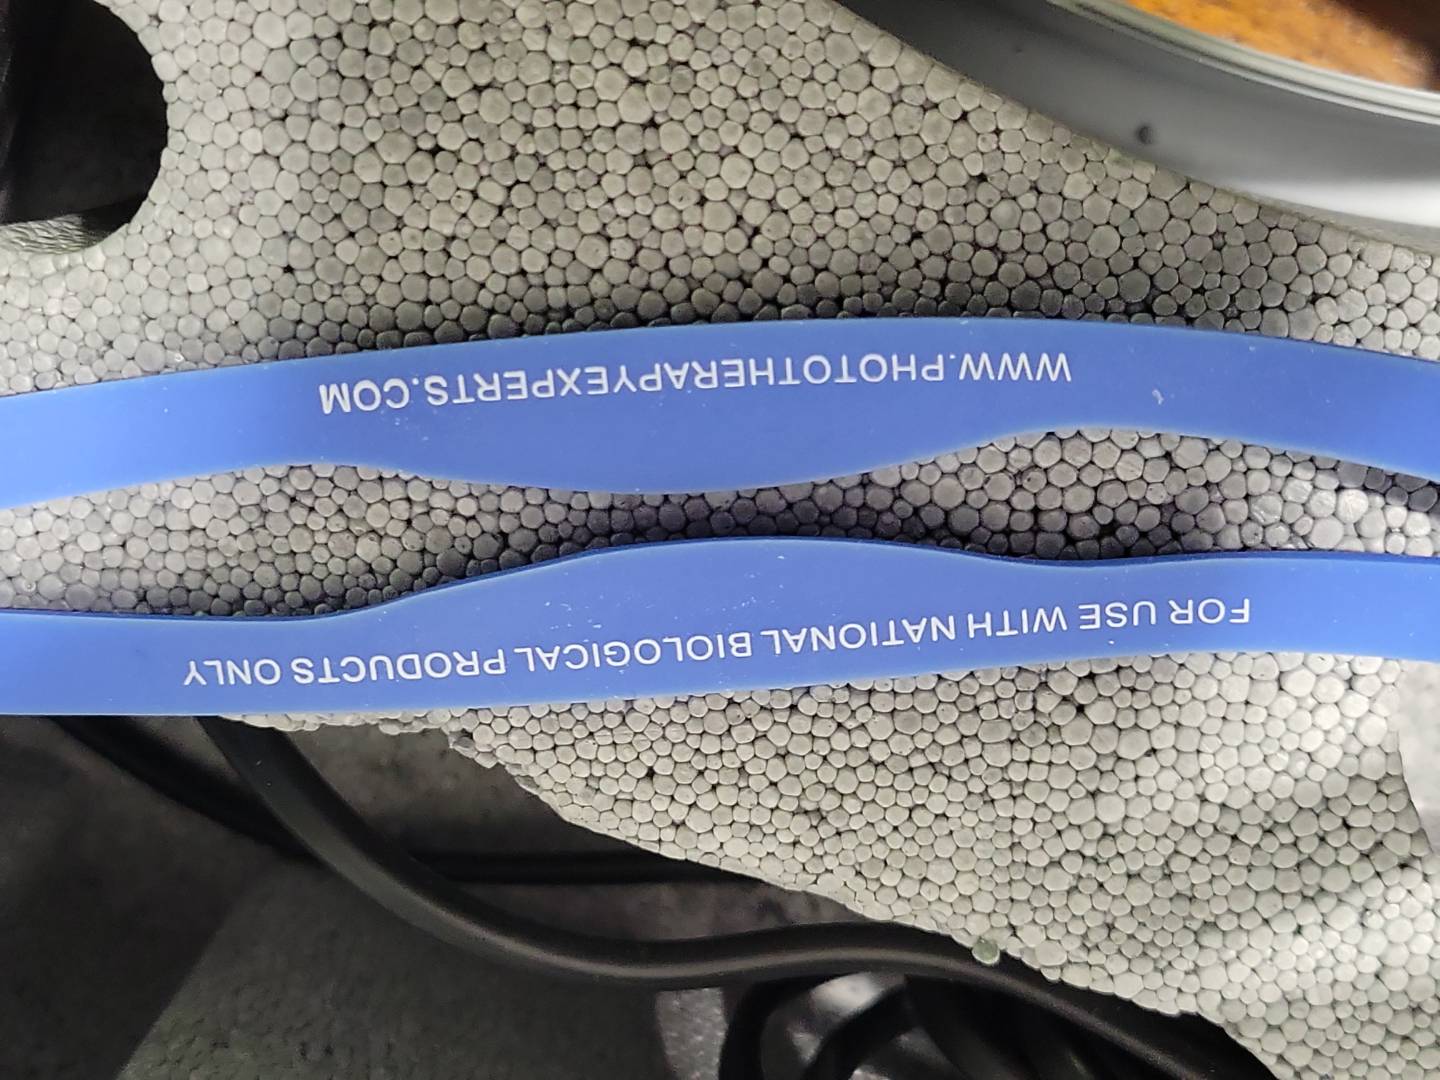 FOR USE WITH NATIONAL BIOLOGICAL PRODUCTS ONLY
WWW.PHOTOTHERAPYEXPERTS.COM